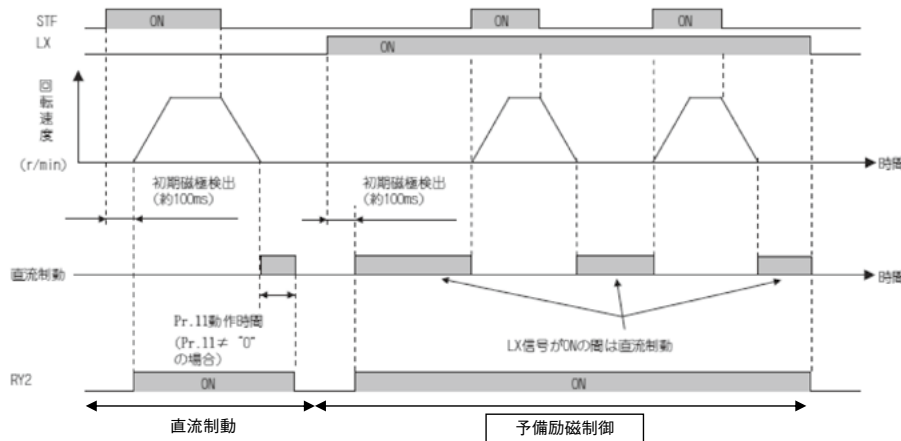 STF
ON
ON
ON
LX
ON
回転速度
(r/min)
時間
初期磁極検出
(約100ms)
初期磁極検出
(約100ms)
直流制動
時間
Pr.11動作時間
(Pr.11≠ "0"
の場合)
LX信号がONの間は直流制動
RY2
ON
ON
直流制動
予備励磁制御